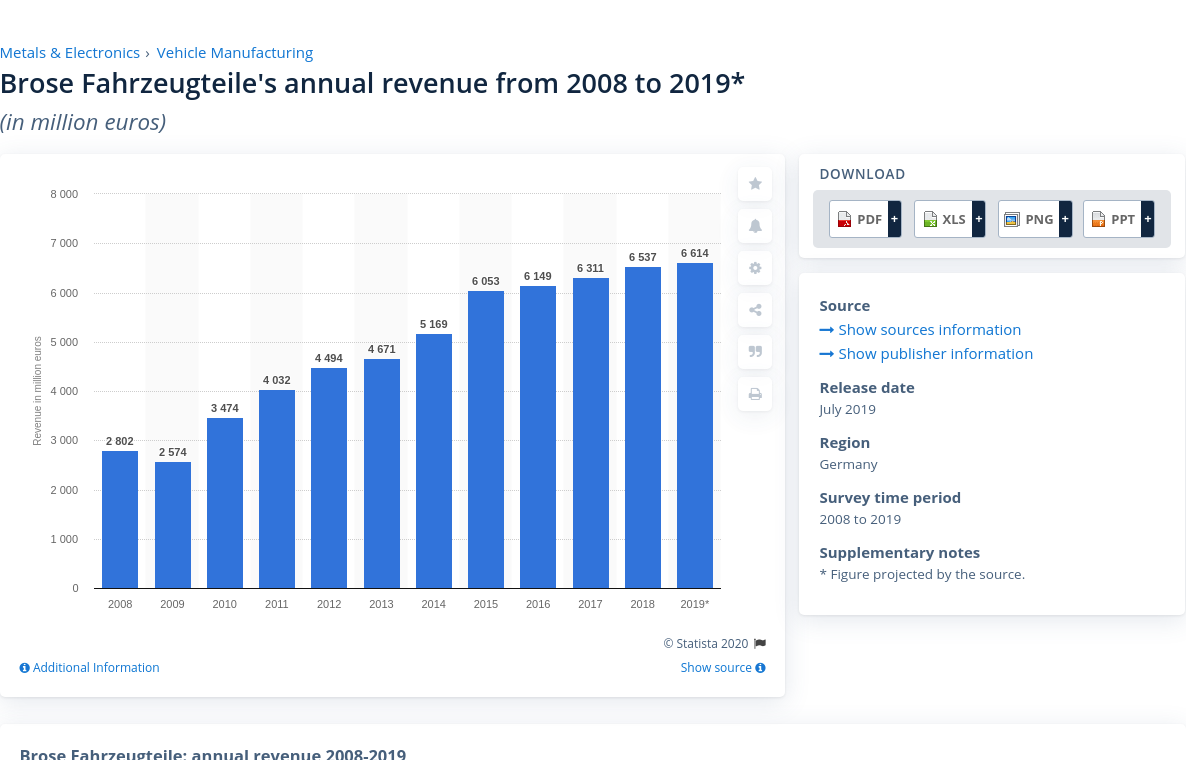 Metals & Electronics › Vehicle Manufacturing
Brose Fahrzeugteile's annual revenue from 2008 to 2019*
(in million euros)
8 000
7 000
6 000
5 000
4 000
3 000
2 000
1 000
0
Revenue in million euros
2 802
2 574
3 474
4 032
4 494
4 671
5 169
6 053
6 149
6 311
6 537
6 614
2008 2009 2010 2011 2012 2013 2014 2015 2016 2017 2018 2019*
© Statista 2020
Additional Information
Show source
DOWNLOAD
PDF + XLS + PNG + PPT +
Source
Show sources information
Show publisher information
Release date
July 2019
Region
Germany
Survey time period
2008 to 2019
Supplementary notes
* Figure projected by the source.
Brose Fahrzeugteile: annual revenue 2008-2019